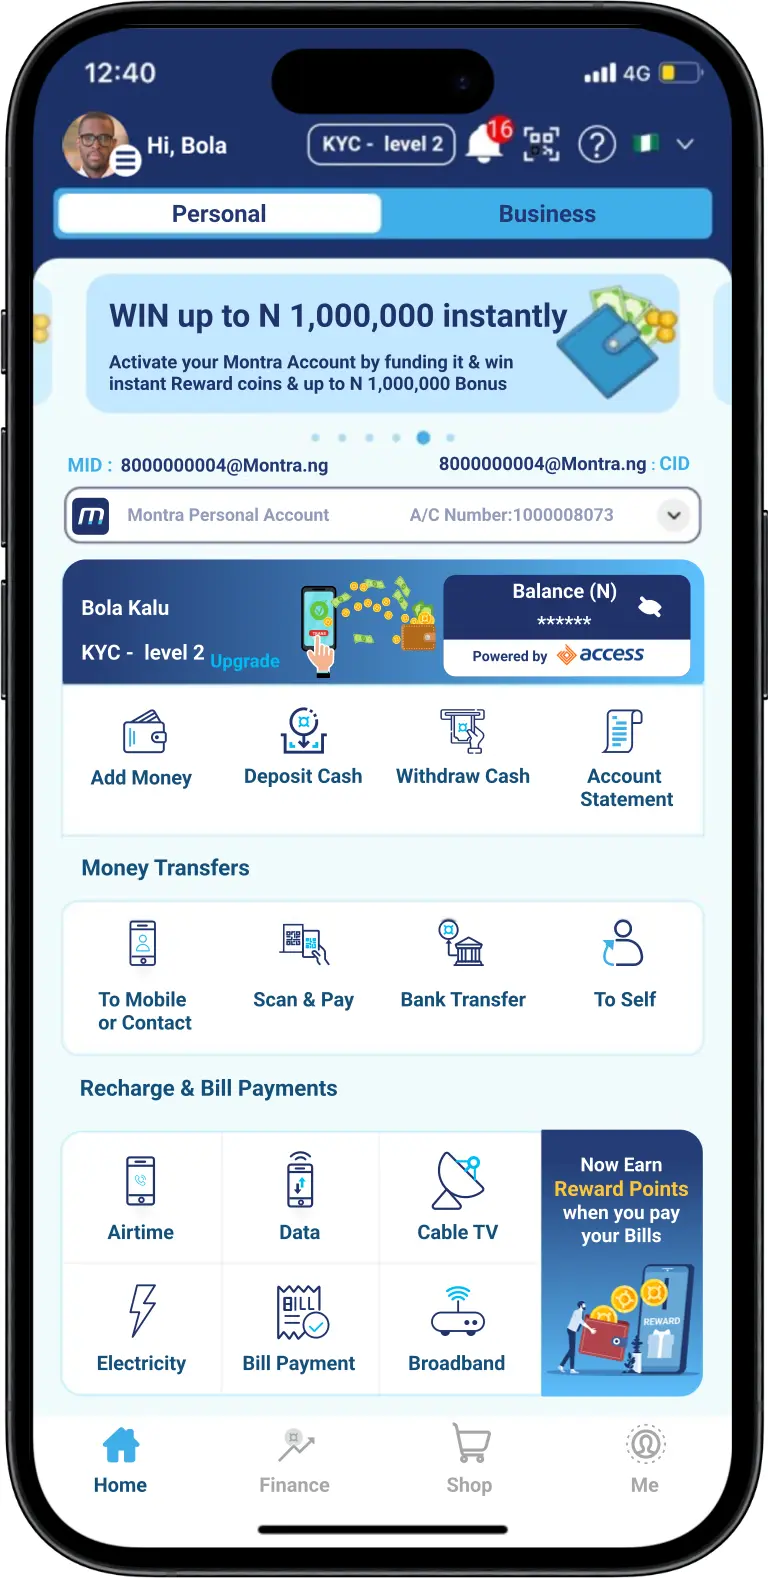 12:40
4G
Hi, Bola
KYC - level 2
16
Personal
Business
WIN up to N 1,000,000 instantly
Activate your Montra Account by funding it & win
instant Reward coins & up to N 1,000,000 Bonus
MID : 8000000004@Montra.ng
8000000004@Montra.ng : CID
m
Montra Personal Account
A/C Number:1000008073
Bola Kalu
KYC - level 2 Upgrade
Balance (N)
******
Powered by access
Add Money
Deposit Cash
Withdraw Cash
Account
Statement
Money Transfers
To Mobile
or Contact
Scan & Pay
Bank Transfer
To Self
Recharge & Bill Payments
Airtime
Data
Cable TV
Now Earn
Reward Points
when you pay
your Bills
REWARD
BILL
Electricity
Bill Payment
Broadband
Home
Finance
Shop
Me